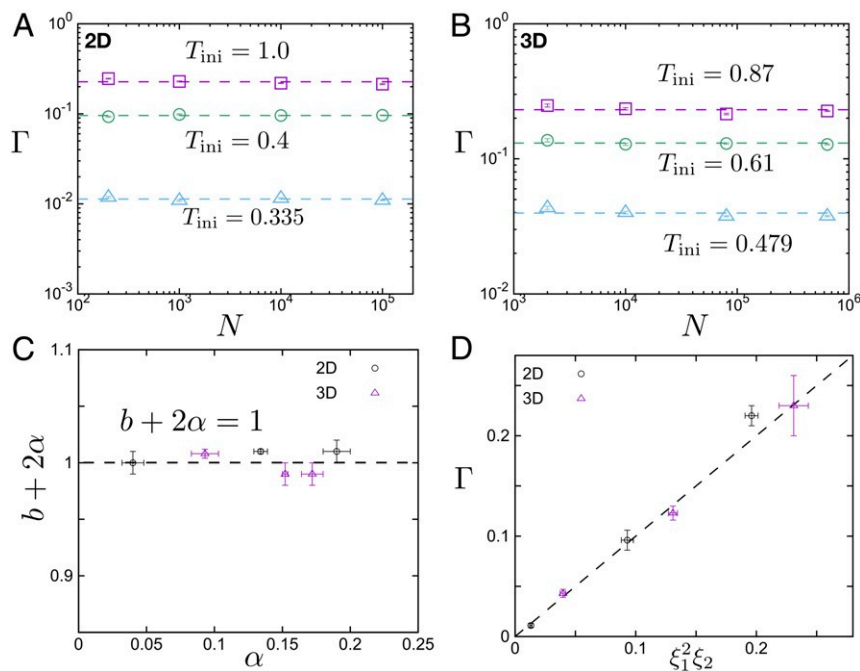 A
2D
10^0
10^{-1}
10^{-2}
10^{-3}
Γ
T_ini = 1.0
T_ini = 0.4
T_ini = 0.335
10^2 10^3 10^4 10^5
N
B
3D
10^0
10^{-1}
10^{-2}
Γ
T_ini = 0.87
T_ini = 0.61
T_ini = 0.479
10^3 10^4 10^5 10^6
N
C
1.1
1
0.9
b + 2α
2D
3D
b + 2α = 1
0 0.05 0.1 0.15 0.2 0.25
α
D
2D
3D
0.2
0.1
0
Γ
0 0.1 0.2
ξ_1^2 ξ_2